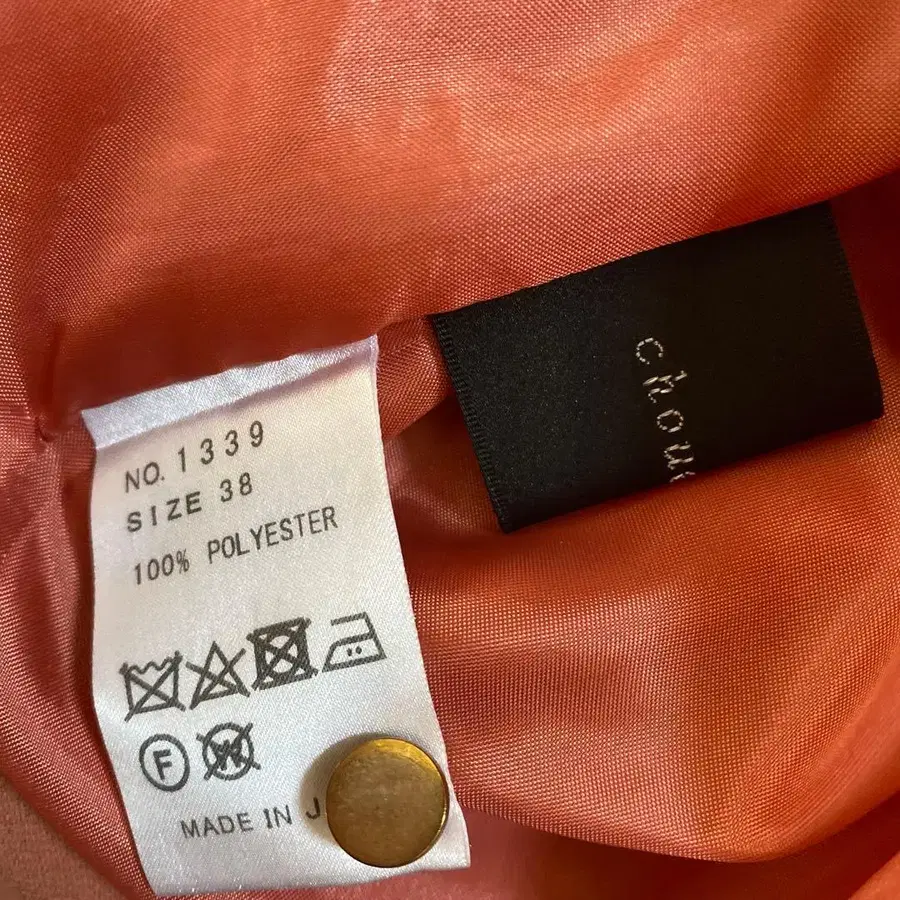 NO. 1339
SIZE 38
100% POLYESTER
F
W
MADE IN J
chou